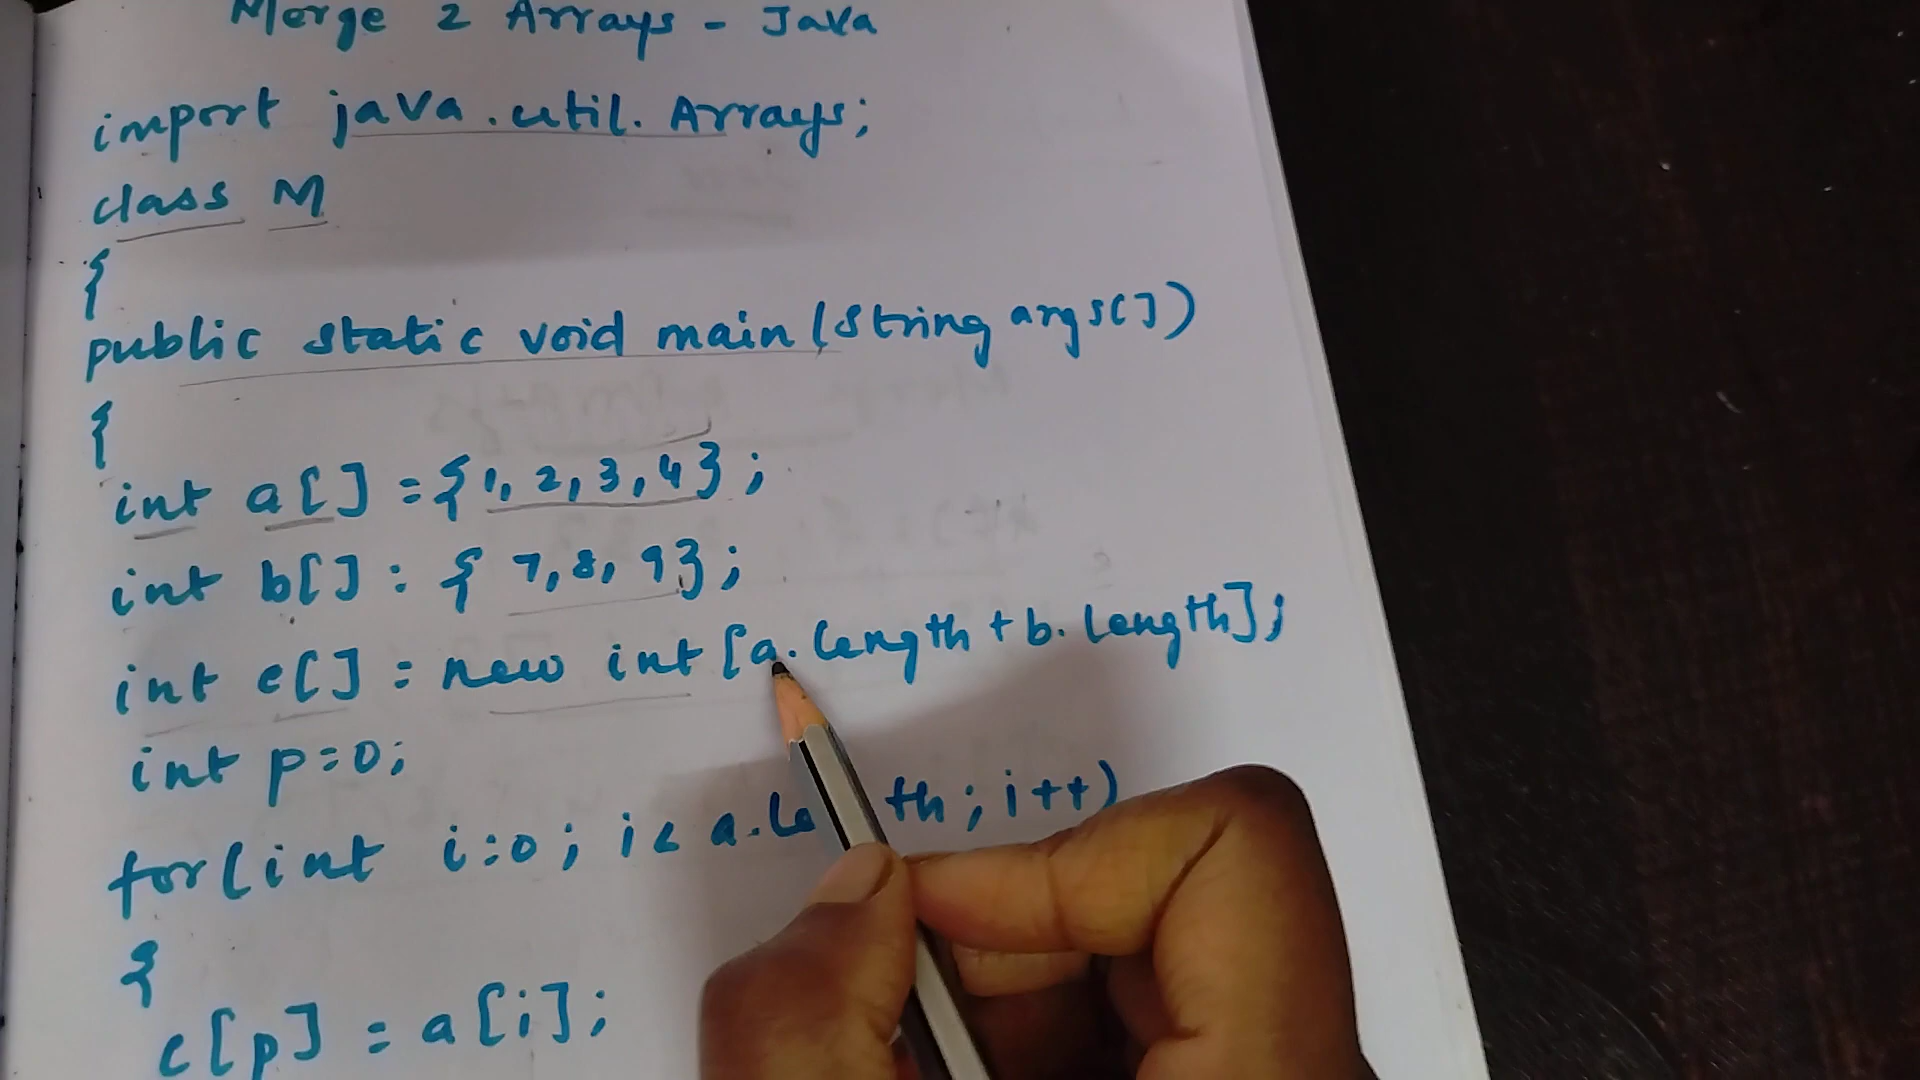 Merge 2 Arrays - Java
import java.util.Arrays;
class M
{
public static void main(String args[])
{
int a[] = {1, 2, 3, 4};
int b[] = { 7, 8, 9};
int c[] = new int [a.length + b.length];
int p=0;
for(int i=0; i< a.le th; i++)
{
c[p] = a[i];